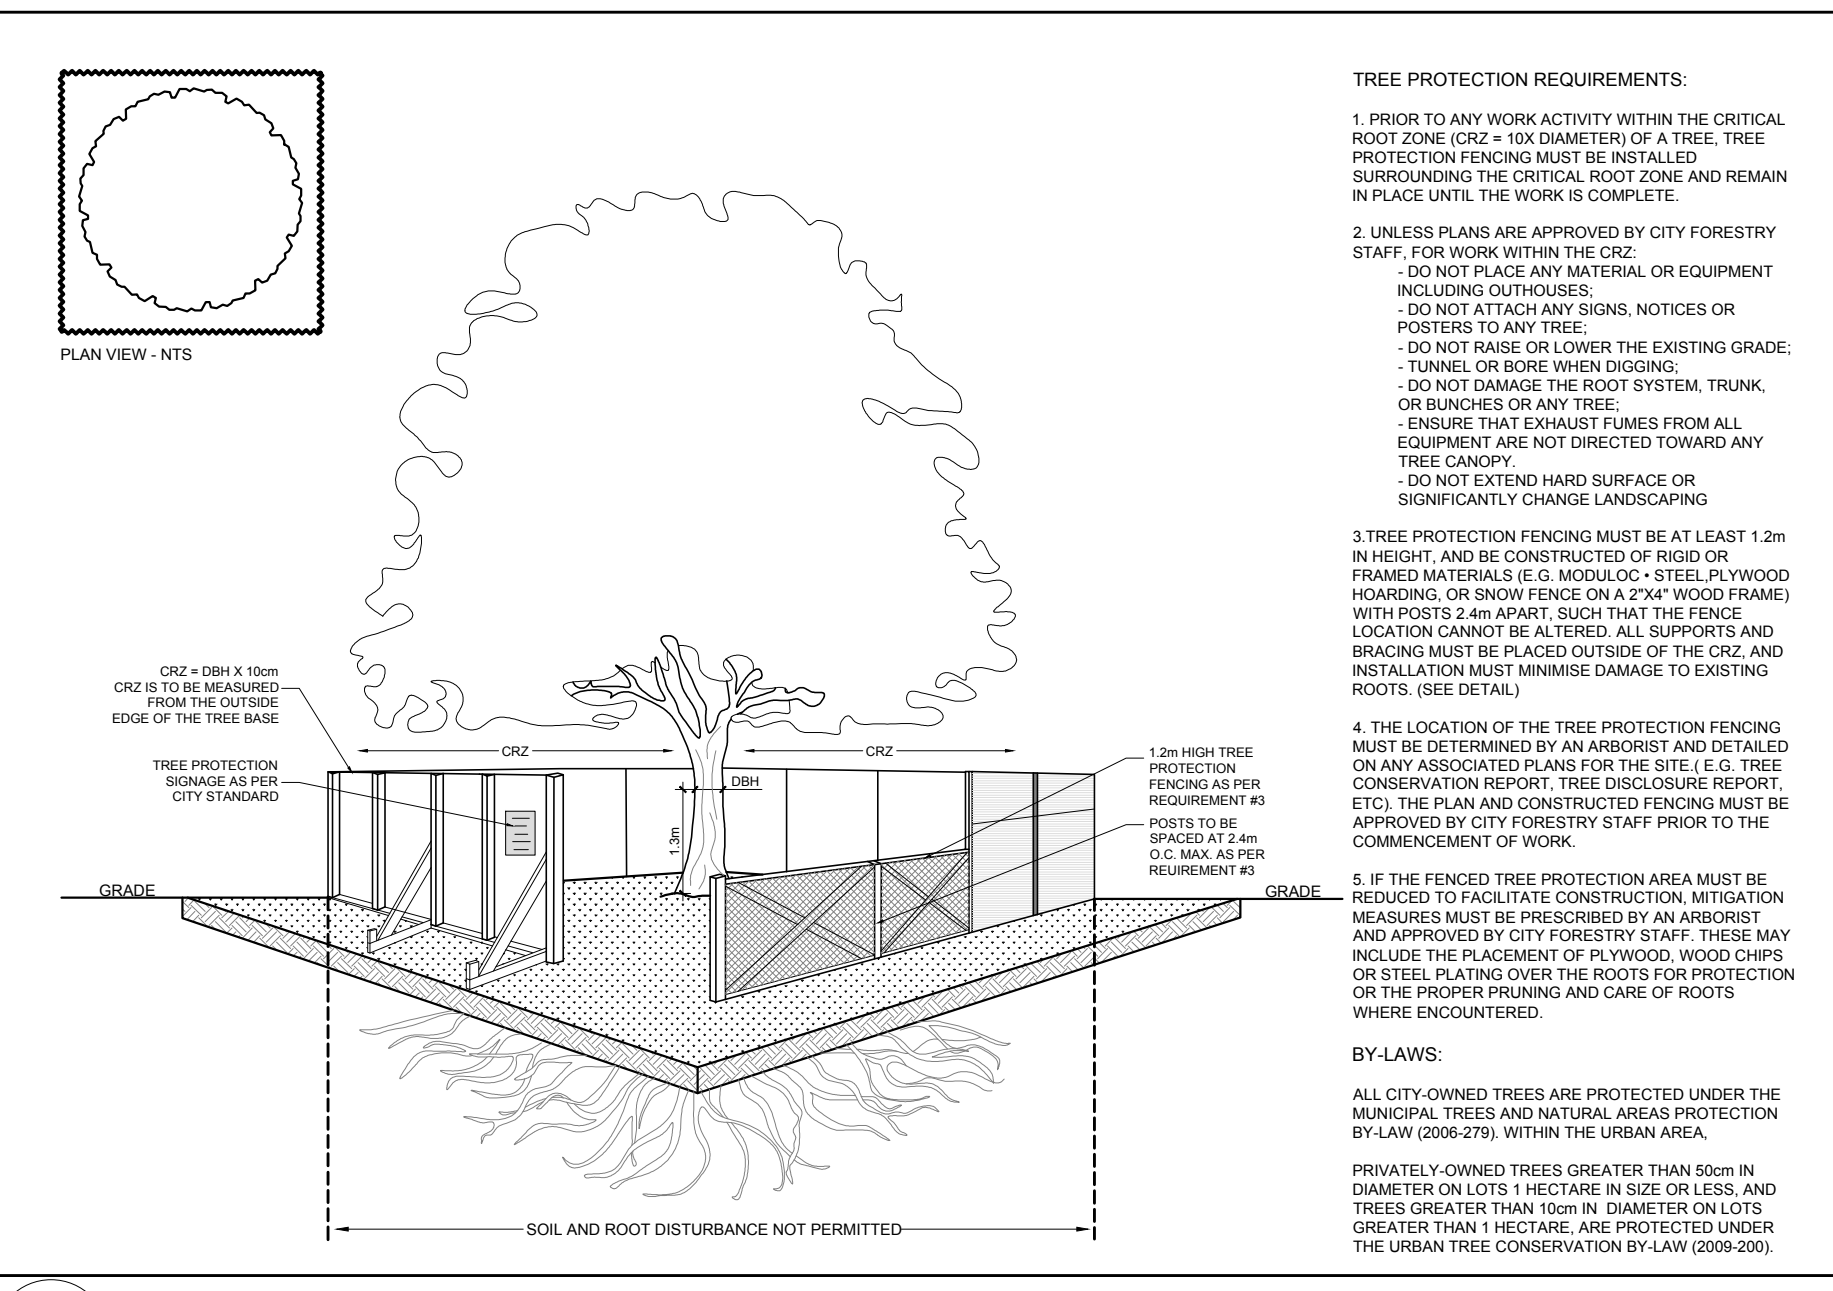 PLAN VIEW - NTS
CRZ = DBH X 10cm
CRZ IS TO BE MEASURED
FROM THE OUTSIDE
EDGE OF THE TREE BASE
TREE PROTECTION
SIGNAGE AS PER
CITY STANDARD
CRZ
CRZ
DBH
1.3m
1.2m HIGH TREE
PROTECTION
FENCING AS PER
REQUIREMENT #3
POSTS TO BE
SPACED AT 2.4m
O.C. MAX. AS PER
REUIREMENT #3
GRADE
GRADE
SOIL AND ROOT DISTURBANCE NOT PERMITTED
TREE PROTECTION REQUIREMENTS:
1. PRIOR TO ANY WORK ACTIVITY WITHIN THE CRITICAL
ROOT ZONE (CRZ = 10X DIAMETER) OF A TREE, TREE
PROTECTION FENCING MUST BE INSTALLED
SURROUNDING THE CRITICAL ROOT ZONE AND REMAIN
IN PLACE UNTIL THE WORK IS COMPLETE.
2. UNLESS PLANS ARE APPROVED BY CITY FORESTRY
STAFF, FOR WORK WITHIN THE CRZ:
- DO NOT PLACE ANY MATERIAL OR EQUIPMENT
INCLUDING OUTHOUSES;
- DO NOT ATTACH ANY SIGNS, NOTICES OR
POSTERS TO ANY TREE;
- DO NOT RAISE OR LOWER THE EXISTING GRADE;
- TUNNEL OR BORE WHEN DIGGING;
- DO NOT DAMAGE THE ROOT SYSTEM, TRUNK,
OR BUNCHES OR ANY TREE;
- ENSURE THAT EXHAUST FUMES FROM ALL
EQUIPMENT ARE NOT DIRECTED TOWARD ANY
TREE CANOPY.
- DO NOT EXTEND HARD SURFACE OR
SIGNIFICANTLY CHANGE LANDSCAPING
3.TREE PROTECTION FENCING MUST BE AT LEAST 1.2m
IN HEIGHT, AND BE CONSTRUCTED OF RIGID OR
FRAMED MATERIALS (E.G. MODULOC • STEEL,PLYWOOD
HOARDING, OR SNOW FENCE ON A 2"X4" WOOD FRAME)
WITH POSTS 2.4m APART, SUCH THAT THE FENCE
LOCATION CANNOT BE ALTERED. ALL SUPPORTS AND
BRACING MUST BE PLACED OUTSIDE OF THE CRZ, AND
INSTALLATION MUST MINIMISE DAMAGE TO EXISTING
ROOTS. (SEE DETAIL)
4. THE LOCATION OF THE TREE PROTECTION FENCING
MUST BE DETERMINED BY AN ARBORIST AND DETAILED
ON ANY ASSOCIATED PLANS FOR THE SITE.( E.G. TREE
CONSERVATION REPORT, TREE DISCLOSURE REPORT,
ETC). THE PLAN AND CONSTRUCTED FENCING MUST BE
APPROVED BY CITY FORESTRY STAFF PRIOR TO THE
COMMENCEMENT OF WORK.
5. IF THE FENCED TREE PROTECTION AREA MUST BE
REDUCED TO FACILITATE CONSTRUCTION, MITIGATION
MEASURES MUST BE PRESCRIBED BY AN ARBORIST
AND APPROVED BY CITY FORESTRY STAFF. THESE MAY
INCLUDE THE PLACEMENT OF PLYWOOD, WOOD CHIPS
OR STEEL PLATING OVER THE ROOTS FOR PROTECTION
OR THE PROPER PRUNING AND CARE OF ROOTS
WHERE ENCOUNTERED.
BY-LAWS:
ALL CITY-OWNED TREES ARE PROTECTED UNDER THE
MUNICIPAL TREES AND NATURAL AREAS PROTECTION
BY-LAW (2006-279). WITHIN THE URBAN AREA,
PRIVATELY-OWNED TREES GREATER THAN 50cm IN
DIAMETER ON LOTS 1 HECTARE IN SIZE OR LESS, AND
TREES GREATER THAN 10cm IN DIAMETER ON LOTS
GREATER THAN 1 HECTARE, ARE PROTECTED UNDER
THE URBAN TREE CONSERVATION BY-LAW (2009-200).